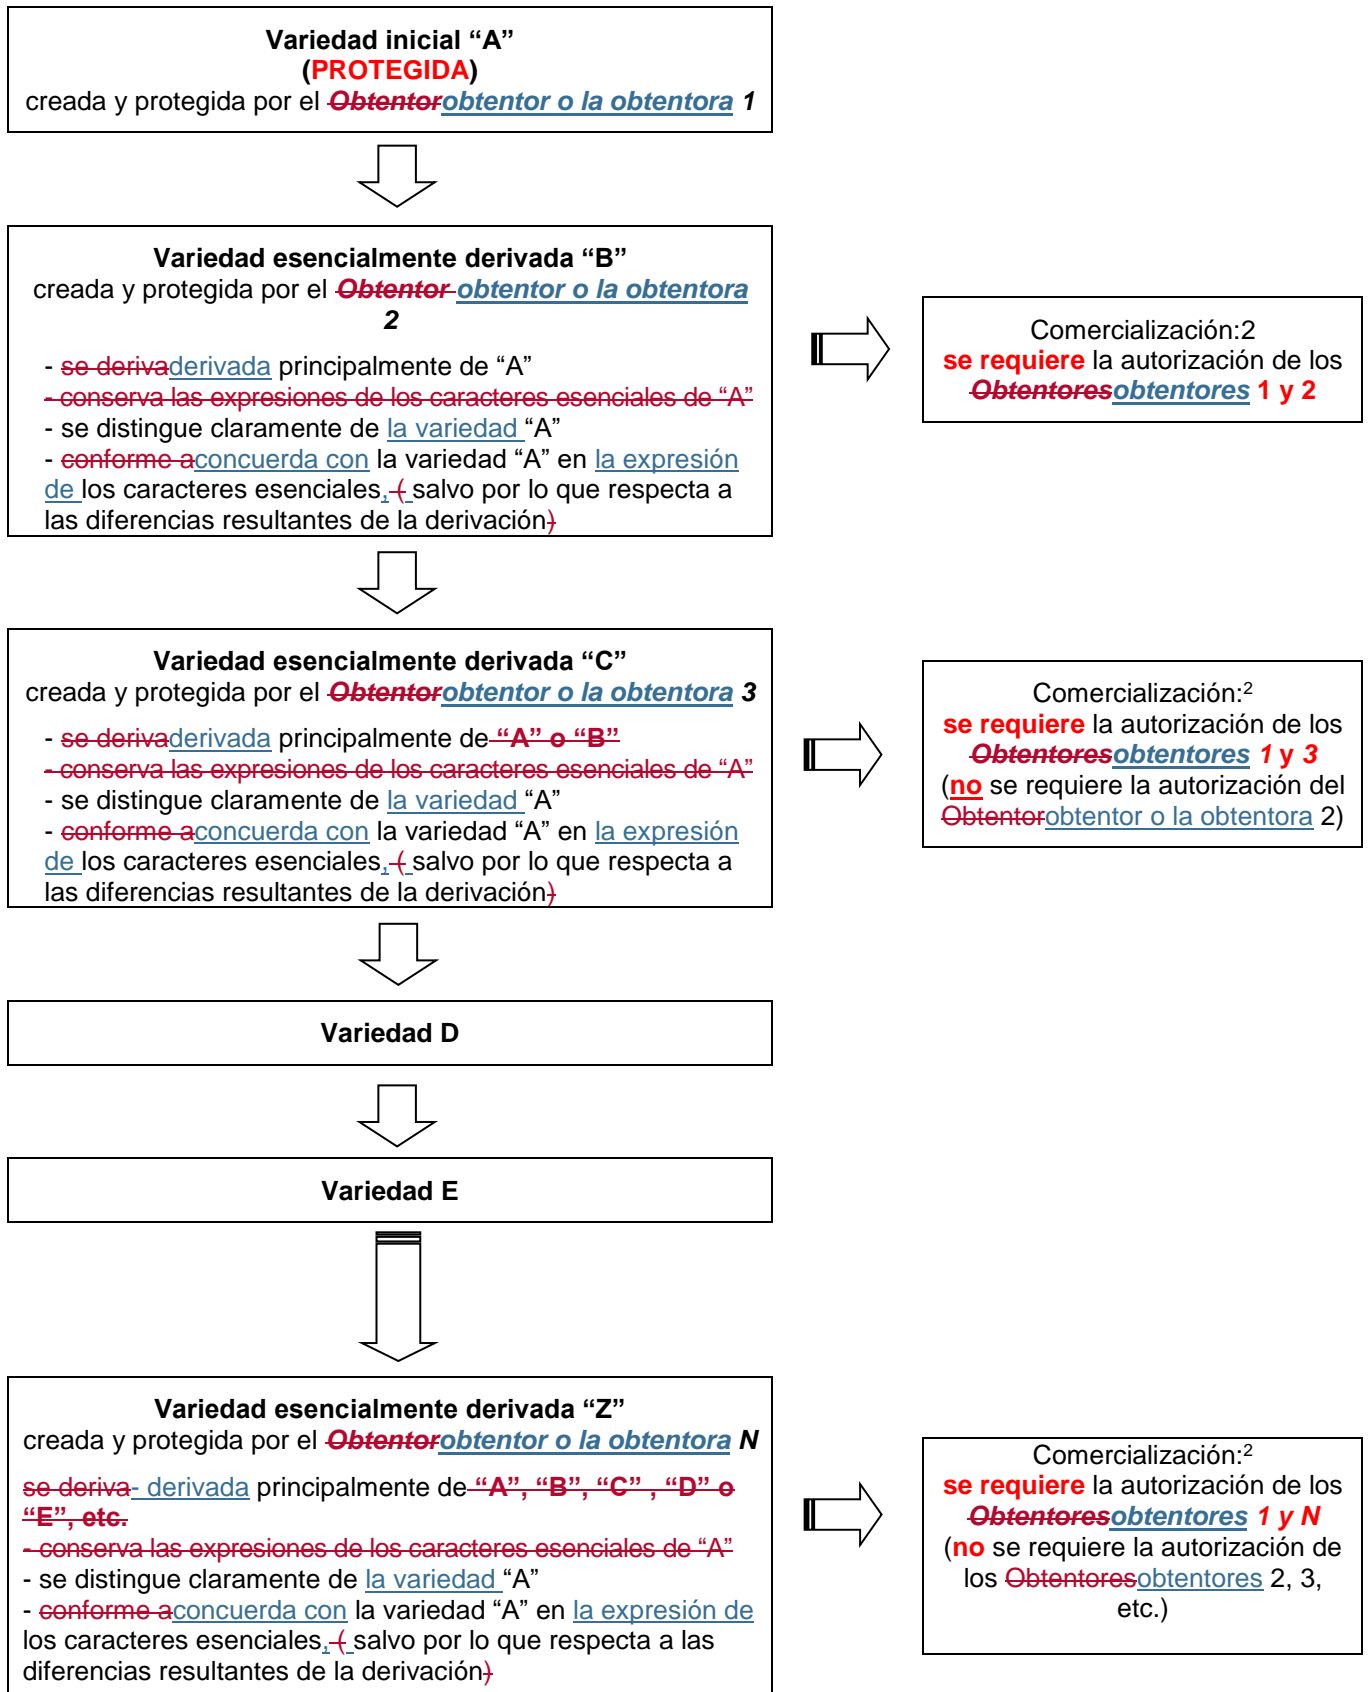 Variedad inicial “A”
(PROTEGIDA)
creada y protegida por el Obtentorobtentor o la obtentora 1
Variedad esencialmente derivada “B”
creada y protegida por el Obtentor obtentor o la obtentora
2
- se derivaderivada principalmente de “A”
- conserva las expresiones de los caracteres esenciales de “A”
- se distingue claramente de la variedad “A”
- conforme aconcuerda con la variedad “A” en la expresión
de los caracteres esenciales, ( salvo por lo que respecta a
las diferencias resultantes de la derivación)
Comercialización:2
se requiere la autorización de los
Obtentoresobtentores 1 y 2
Variedad esencialmente derivada “C”
creada y protegida por el Obtentorobtentor o la obtentora 3
- se derivaderivada principalmente de “A” o “B”
- conserva las expresiones de los caracteres esenciales de “A”
- se distingue claramente de la variedad “A”
- conforme aconcuerda con la variedad “A” en la expresión
de los caracteres esenciales, ( salvo por lo que respecta a
las diferencias resultantes de la derivación)
Comercialización:2
se requiere la autorización de los
Obtentoresobtentores 1 y 3
(no se requiere la autorización del
Obtentorobtentor o la obtentora 2)
Variedad D
Variedad E
Variedad esencialmente derivada “Z”
creada y protegida por el Obtentorobtentor o la obtentora N
se deriva- derivada principalmente de “A”, “B”, “C” , “D” o
“E”, etc.
- conserva las expresiones de los caracteres esenciales de “A”
- se distingue claramente de la variedad “A”
- conforme aconcuerda con la variedad “A” en la expresión de
los caracteres esenciales, ( salvo por lo que respecta a las
diferencias resultantes de la derivación)
Comercialización:2
se requiere la autorización de los
Obtentoresobtentores 1 y N
(no se requiere la autorización de
los Obtentoresobtentores 2, 3,
etc.)